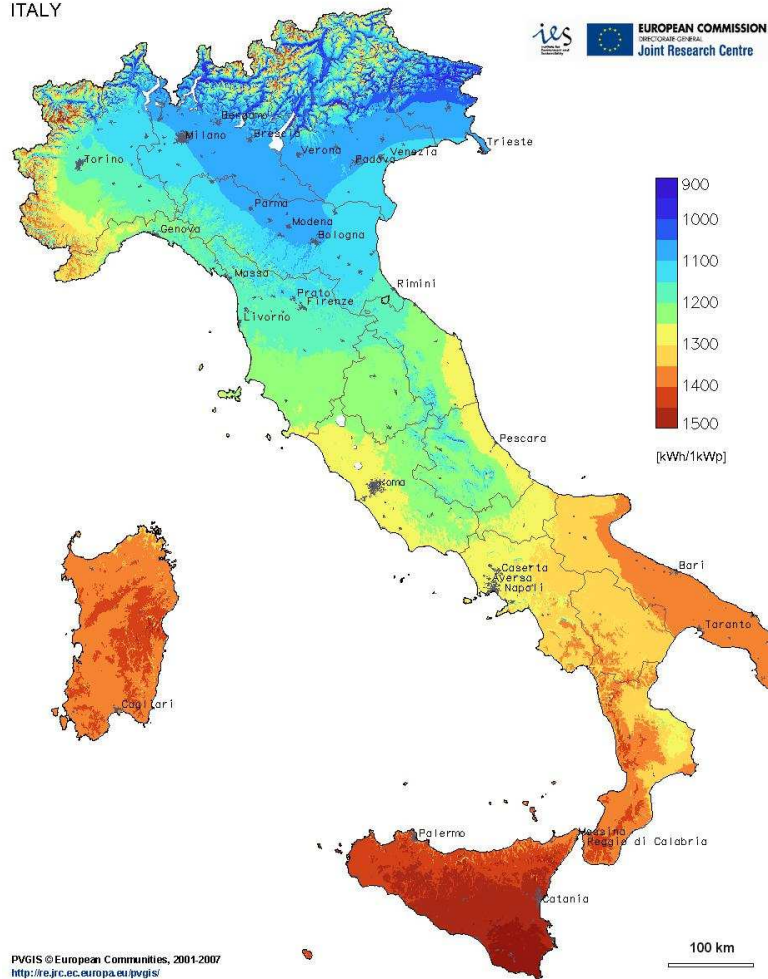 ITALY
ies
EUROPEAN COMMISSION
DIRECTORATE-GENERAL
Joint Research Centre
Bergamo
Milano
Brescia
Trieste
Verona
Venezia
Torino
Padova
900
Parma
1000
Modena
Genova
Bologna
1100
Massa
Rimini
Prato
1200
Firenze
Livorno
1300
1400
1500
Pescara
[kWh/1kWp]
Roma
Caserta
Bari
Aversa
Napoli
Taranto
Cagliari
Messina
Palermo
Reggio di Calabria
Catania
100 km
PVGIS © European Communities, 2001-2007
http://re.jrc.ec.europa.eu/pvgis/